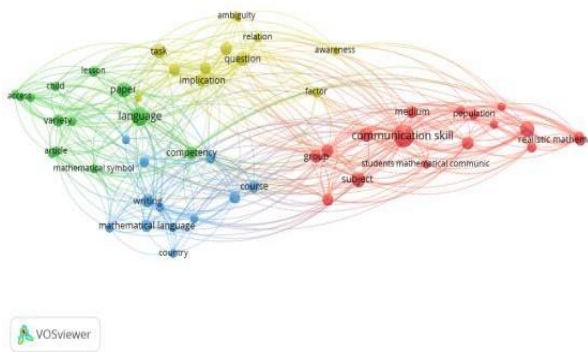 ambiguity
relation
task
question
awareness
lesson
implication
child
paper
access
factor
language
medium
population
variety
communication skill
realistic mathem
article
competency
group
students mathematical communic
mathematical symbol
subject
course
writing
mathematical language
country
VOSviewer